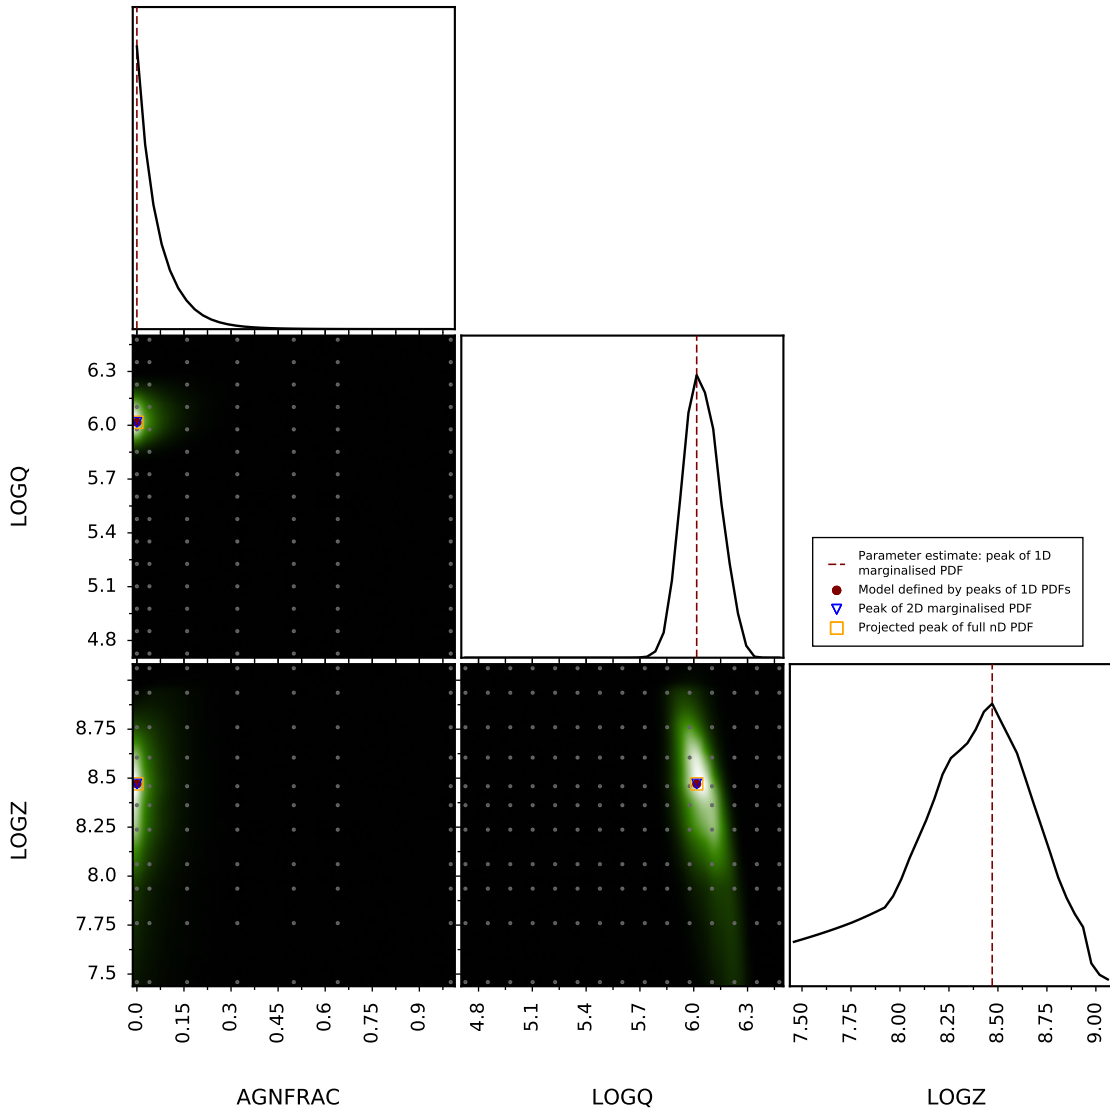 6.3
6.0
5.7
5.4
5.1
4.8
LOGQ
Parameter estimate: peak of 1D
marginalised PDF
Model defined by peaks of 1D PDFs
Peak of 2D marginalised PDF
Projected peak of full nD PDF
8.75
8.5
8.25
8.0
7.75
7.5
LOGZ
0.0 0.15 0.3 0.45 0.6 0.75 0.9
4.8 5.1 5.4 5.7 6.0 6.3
7.50 7.75 8.00 8.25 8.50 8.75 9.00
AGNFRAC LOGQ LOGZ